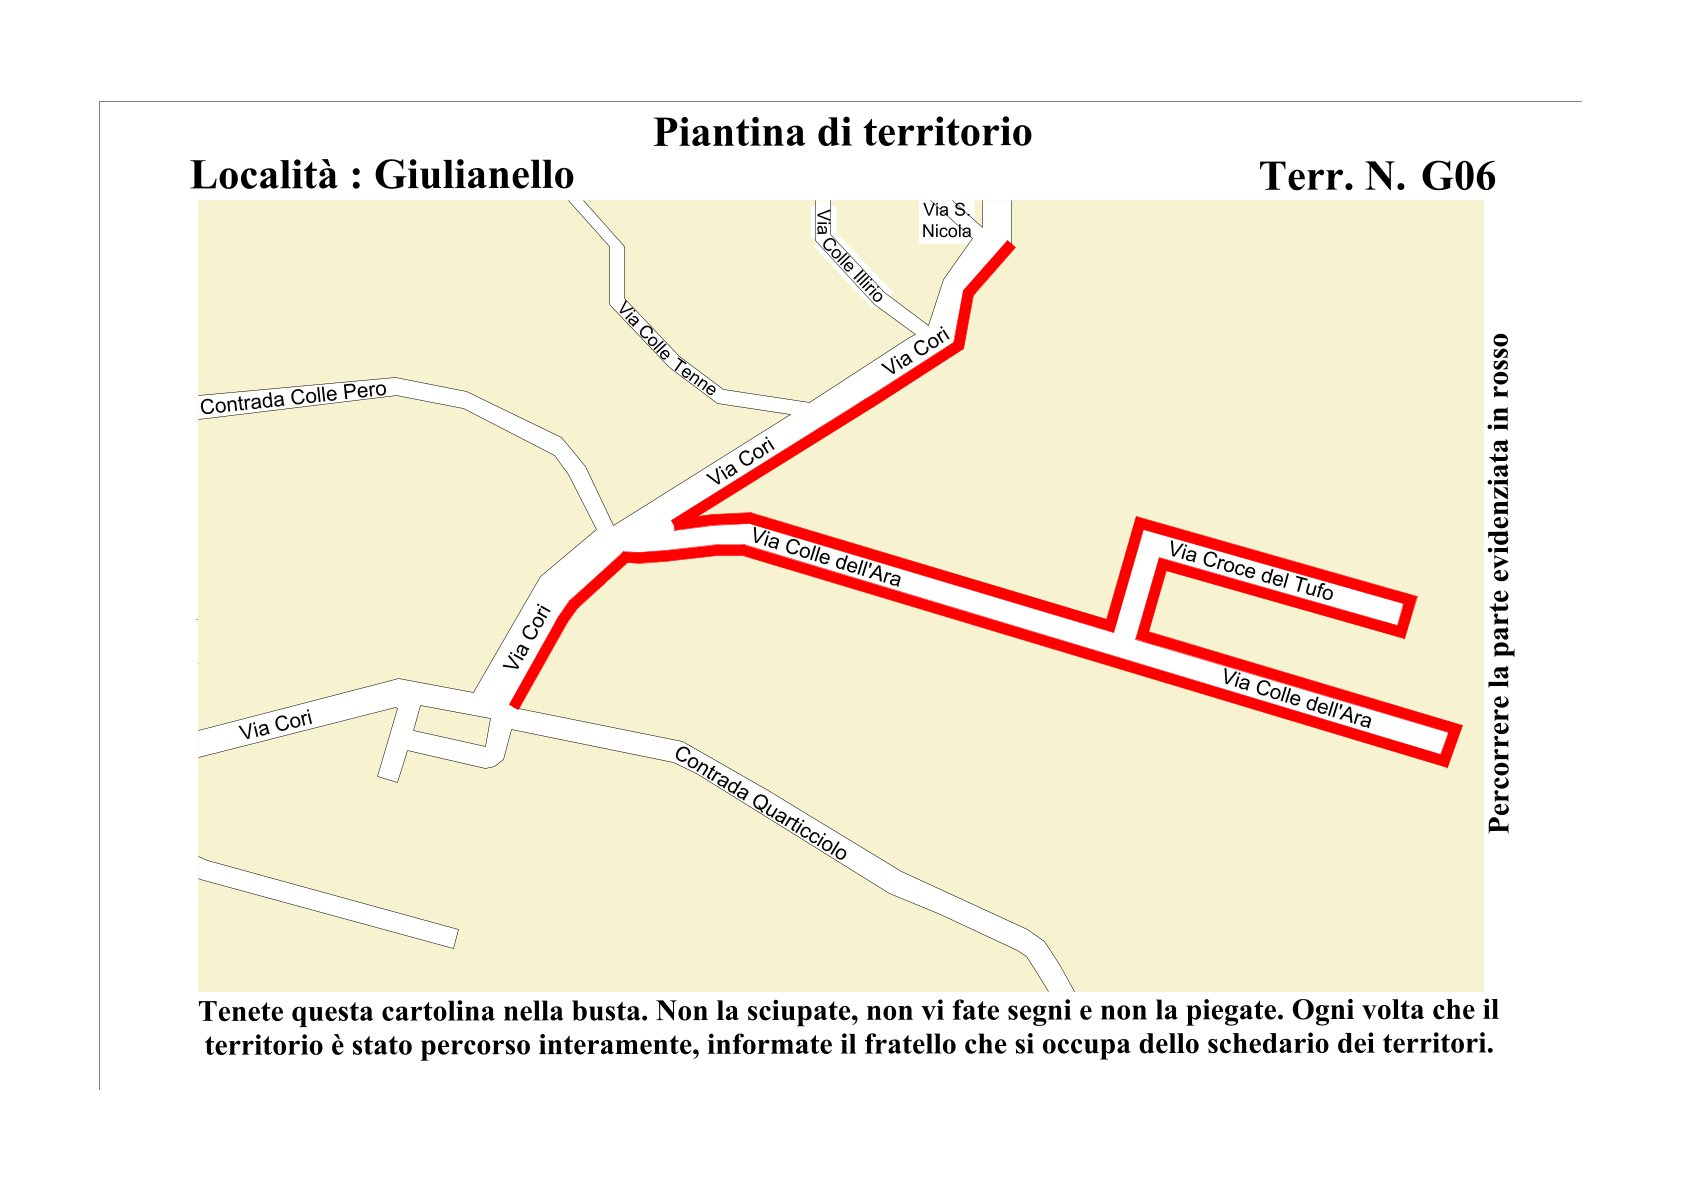 Piantina di territorio
Località : Giulianello
Terr. N. G06
Via S.
Nicola
Via Colle Illirio
Via Colle Tenne
Via Cori
Contrada Colle Pero
Via Cori
Via Colle dell'Ara
Via Croce del Tufo
Via Cori
Via Colle dell'Ara
Via Cori
Contrada Quarticciolo
Percorrere la parte evidenziata in rosso
Tenete questa cartolina nella busta. Non la sciupate, non vi fate segni e non la piegate. Ogni volta che il
territorio è stato percorso interamente, informate il fratello che si occupa dello schedario dei territori.